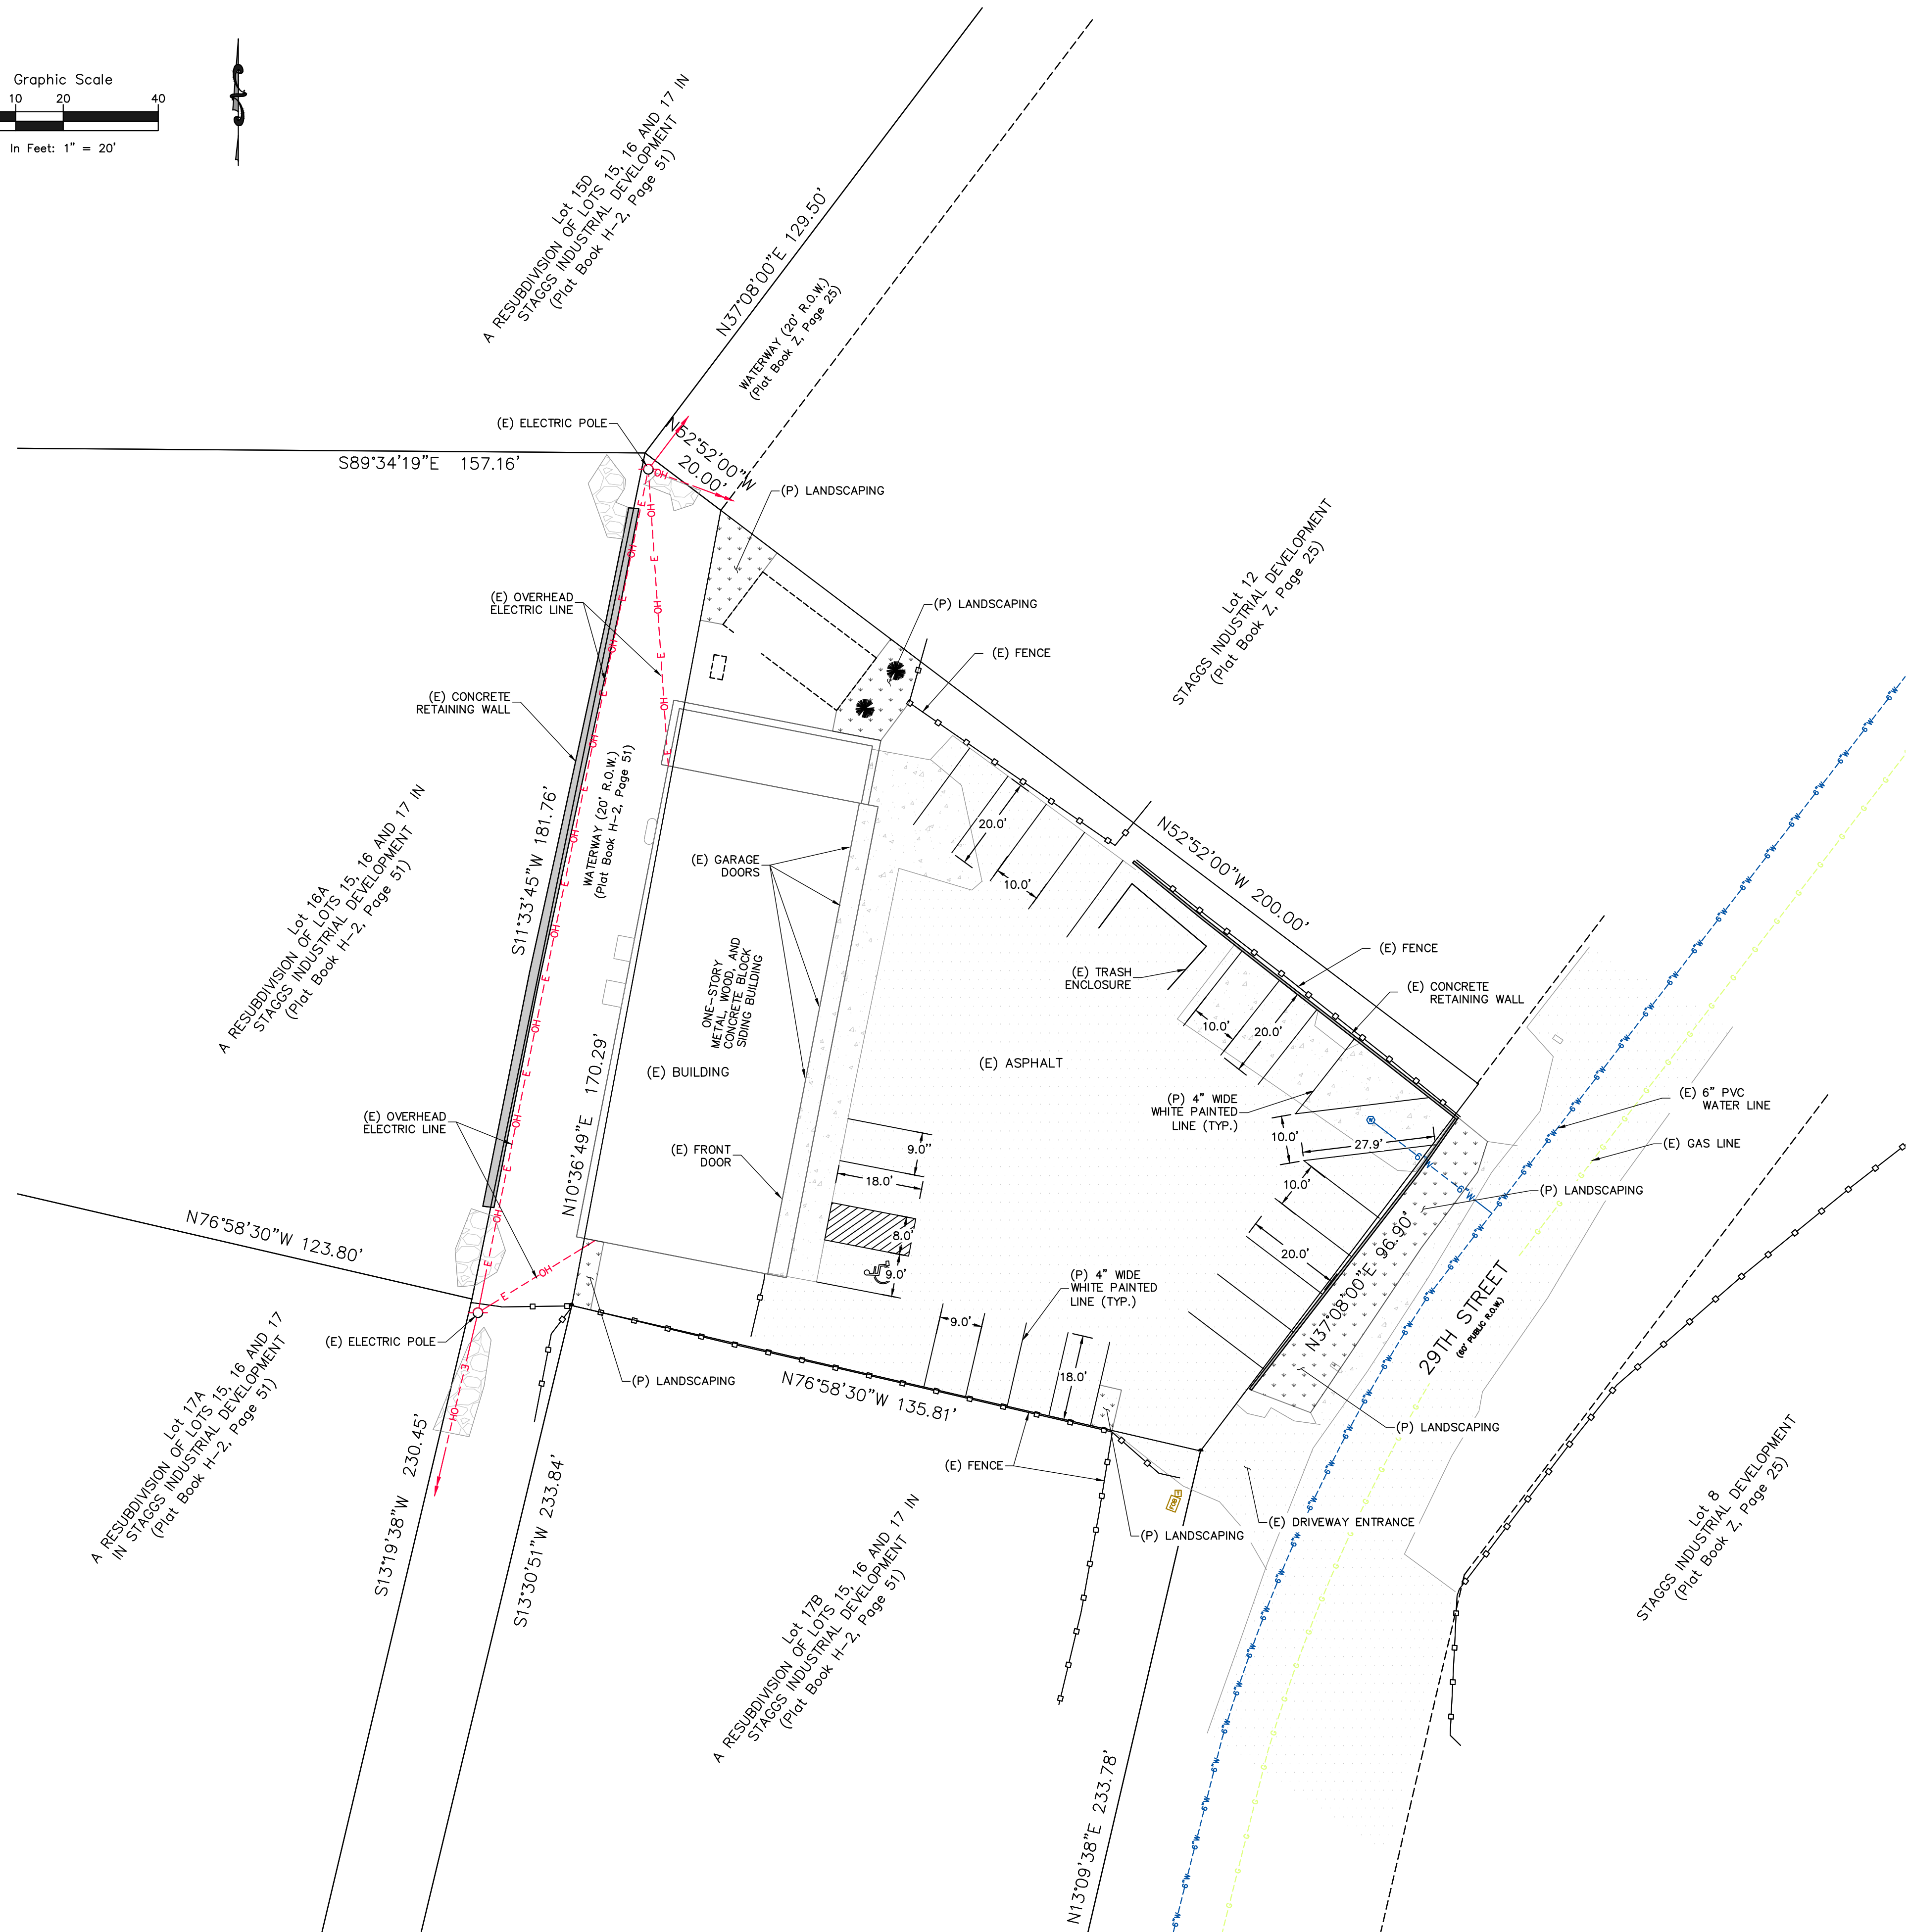 Graphic Scale
10 20 40
In Feet: 1" = 20'
Lot 15D
A RESUBDIVISION OF LOTS 15, 16 AND 17 IN
STAGGS INDUSTRIAL DEVELOPMENT
(Plat Book H-2, Page 51)
N37°08'00"E 129.50'
WATERWAY (20' R.O.W.)
(Plat Book Z, Page 25)
(E) ELECTRIC POLE
N52°52'00"W
20.00'
S89°34'19"E 157.16'
(P) LANDSCAPING
Lot 12
STAGGS INDUSTRIAL DEVELOPMENT
(Plat Book Z, Page 25)
(E) OVERHEAD
ELECTRIC LINE
(P) LANDSCAPING
(E) FENCE
(E) CONCRETE
RETAINING WALL
WATERWAY (20' R.O.W.)
(Plat Book H-2, Page 51)
S11°33'45"W 181.76'
Lot 16A
A RESUBDIVISION OF LOTS 15, 16 AND 17 IN
STAGGS INDUSTRIAL DEVELOPMENT
(Plat Book H-2, Page 51)
(E) GARAGE
DOORS
20.0'
10.0'
N52°52'00"W 200.00'
(E) FENCE
(E) TRASH
ENCLOSURE
(E) CONCRETE
RETAINING WALL
ONE-STORY
METAL, WOOD, AND
CONCRETE BLOCK
SIDING BUILDING
10.0'
20.0'
(E) ASPHALT
(E) BUILDING
N10°36'49"E 170.29'
(P) 4" WIDE
WHITE PAINTED
LINE (TYP.)
(E) 6" PVC
WATER LINE
(E) OVERHEAD
ELECTRIC LINE
(E) FRONT
DOOR
9.0"
18.0'
10.0'
27.9'
10.0'
(E) GAS LINE
(P) LANDSCAPING
8.0'
9.0'
20.0'
N37°08'00"E 96.90'
N76°58'30"W 123.80'
(P) 4" WIDE
WHITE PAINTED
LINE (TYP.)
29TH STREET
(60' PUBLIC R.O.W.)
(E) ELECTRIC POLE
9.0'
18.0'
(P) LANDSCAPING
N76°58'30"W 135.81'
(P) LANDSCAPING
Lot 17A
A RESUBDIVISION OF LOTS 15, 16 AND 17
IN STAGGS INDUSTRIAL DEVELOPMENT
(Plat Book H-2, Page 51)
S13°19'38"W 230.45'
S13°30'51"W 233.84'
(E) FENCE
(E) DRIVEWAY ENTRANCE
(P) LANDSCAPING
Lot 17B
A RESUBDIVISION OF LOTS 15, 16 AND 17 IN
STAGGS INDUSTRIAL DEVELOPMENT
(Plat Book H-2, Page 51)
Lot 8
STAGGS INDUSTRIAL DEVELOPMENT
(Plat Book Z, Page 25)
N13°09'38"E 233.78'